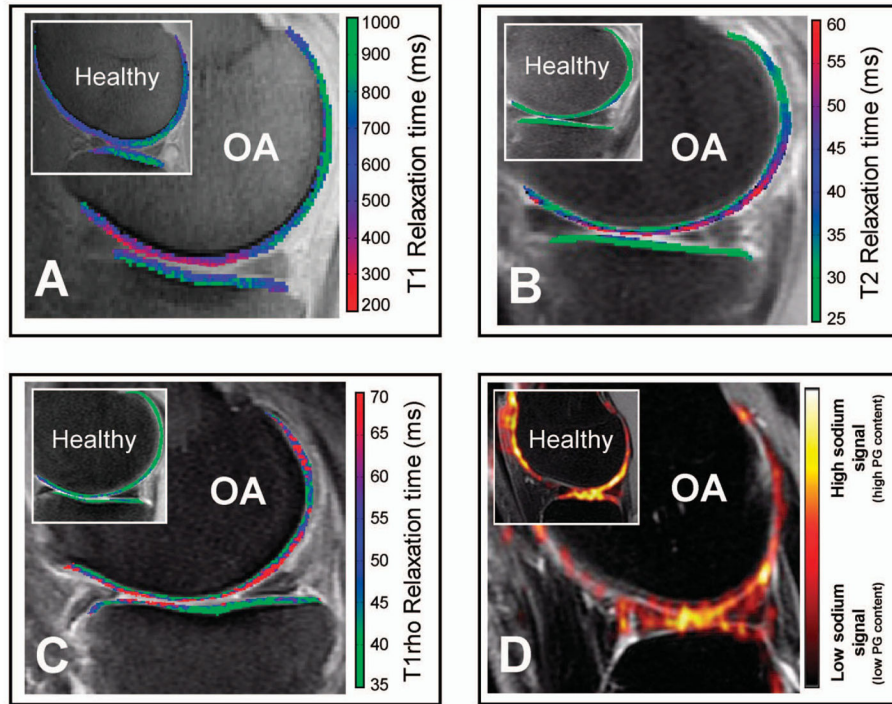 Healthy
OA
A
1000
900
800
700
600
500
400
300
200
T1 Relaxation time (ms)
Healthy
OA
B
60
55
50
45
40
35
30
25
T2 Relaxation time (ms)
Healthy
OA
C
70
65
60
55
50
45
40
35
T1rho Relaxation time (ms)
Healthy
OA
D
High sodium
signal
(high PG content)
Low sodium
signal
(low PG content)